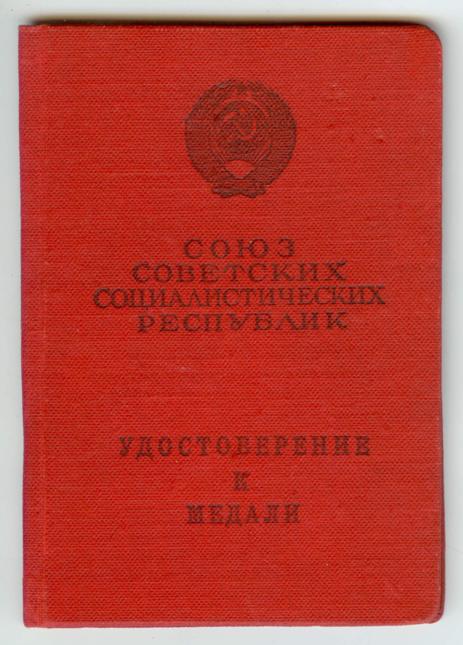 СОЮЗ
СОВЕТСКИХ
СОЦИАЛИСТИЧЕСКИХ
РЕСПУБЛИК
УДОСТОВЕРЕНИЕ
К
МЕДАЛИ